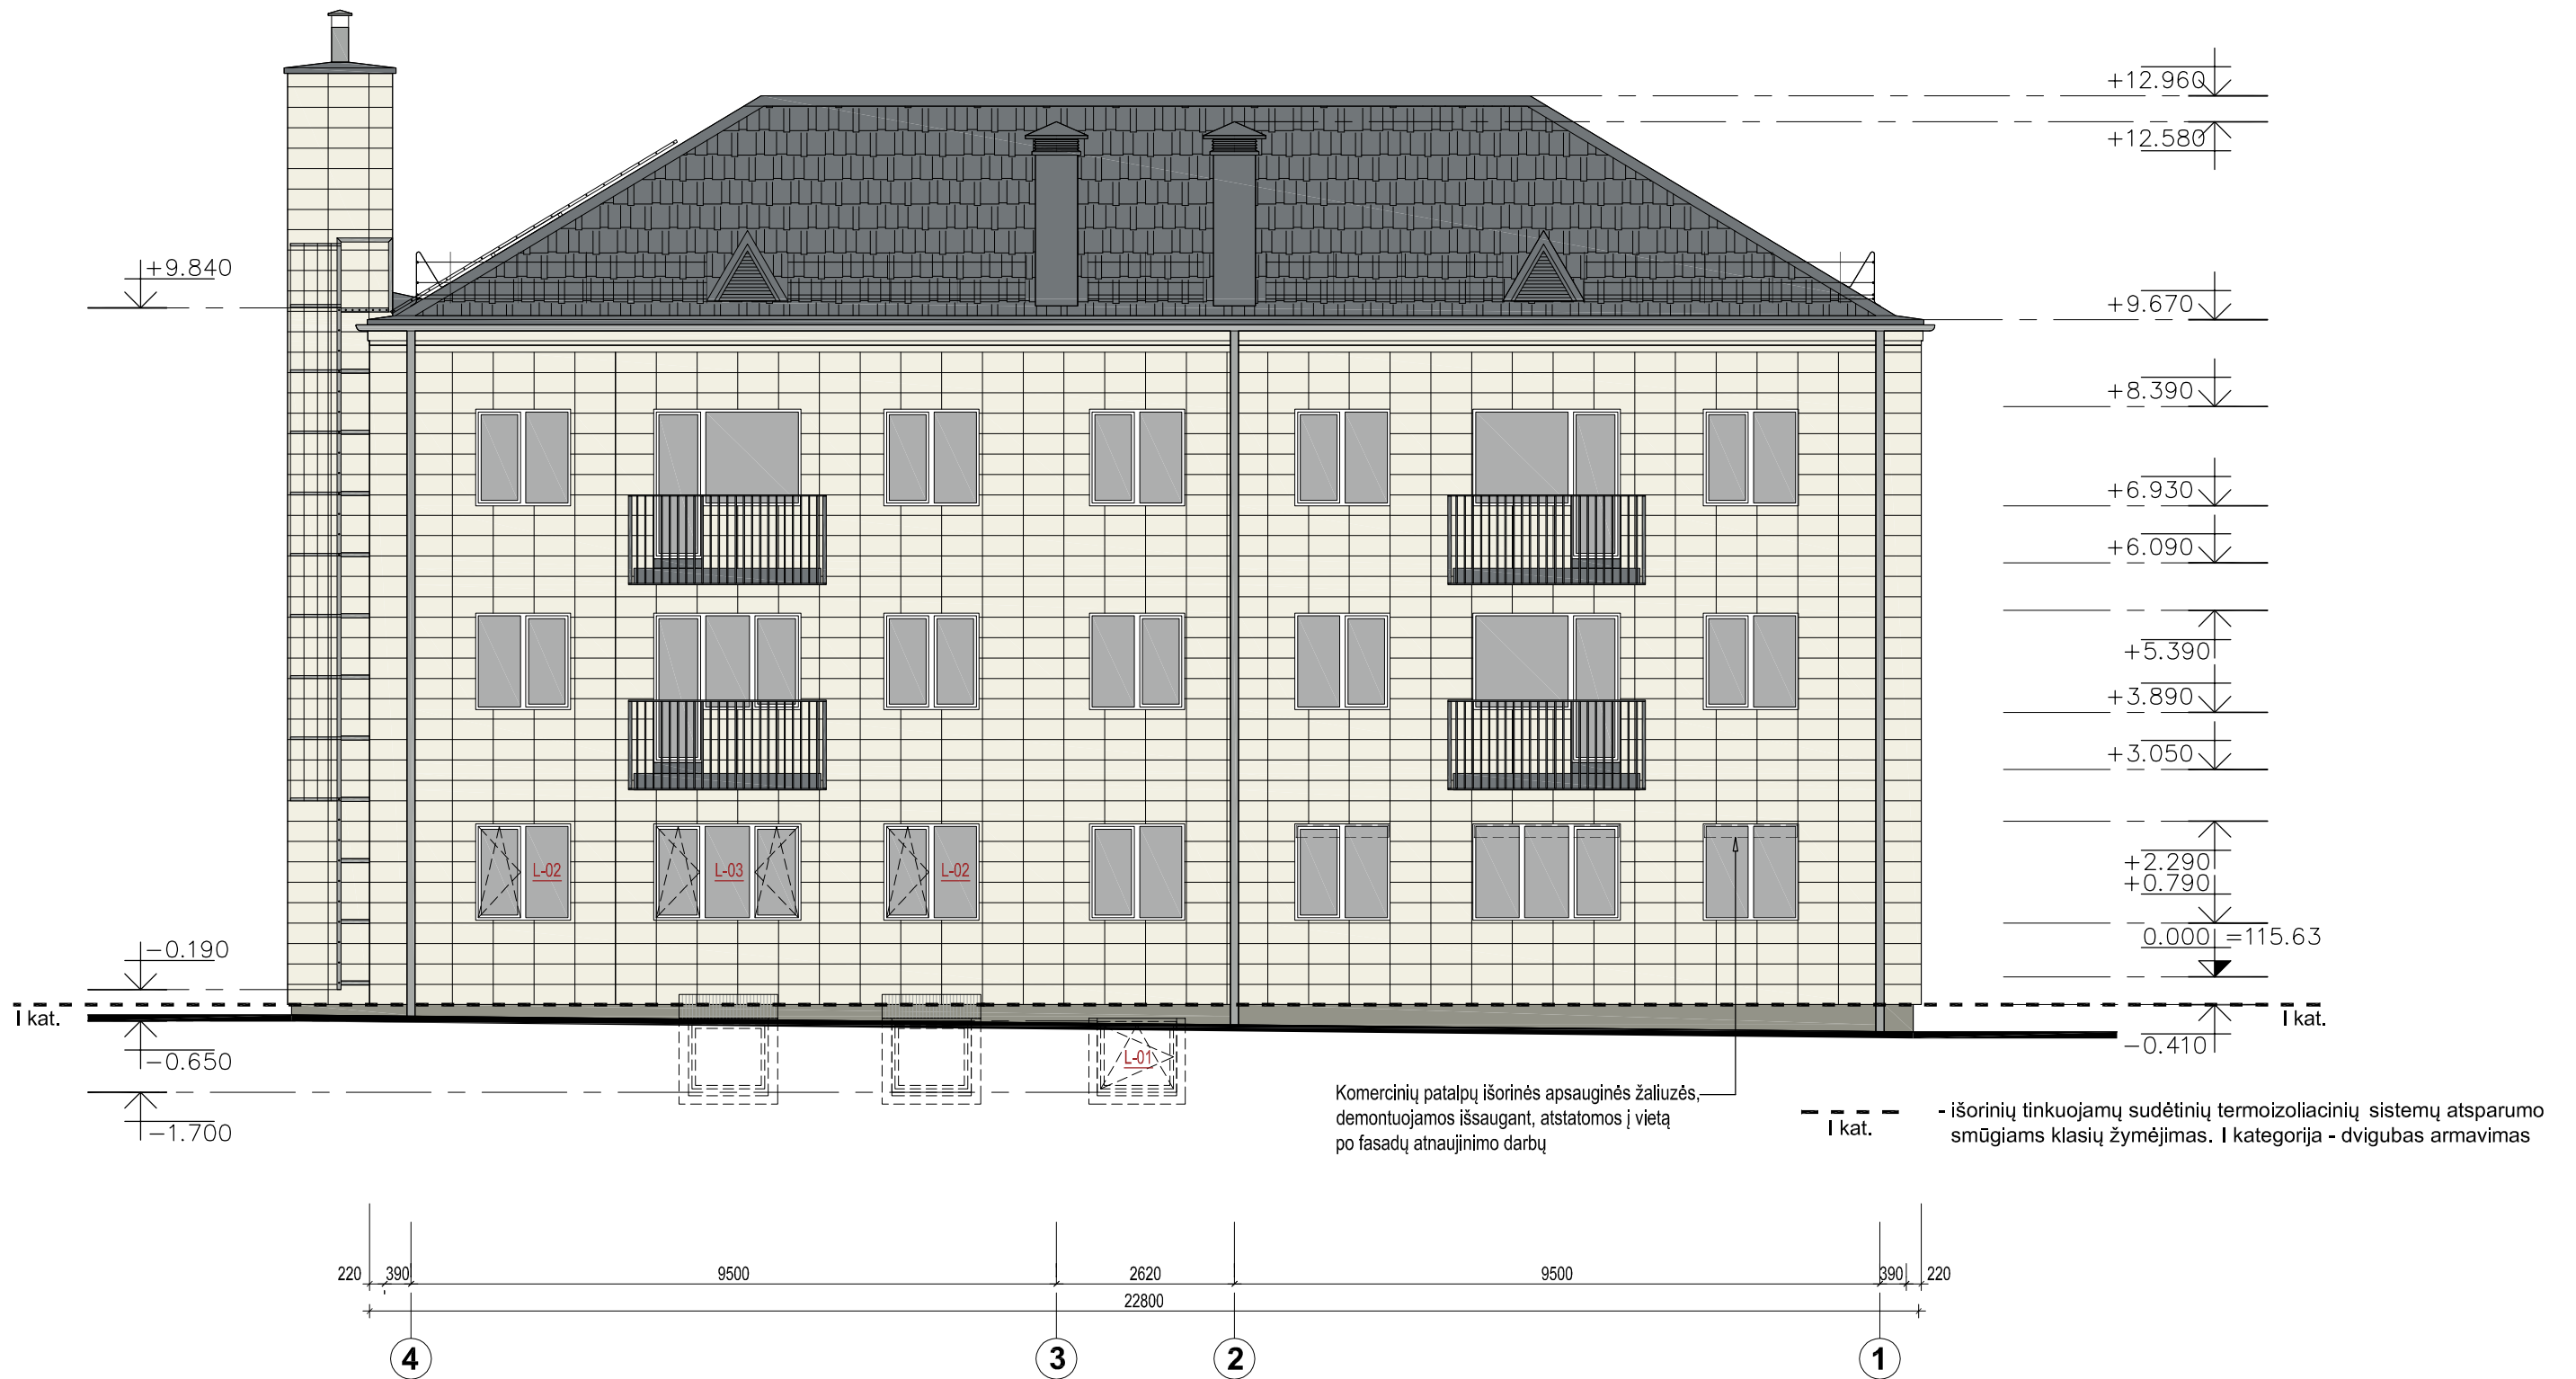 +12.960
+12.580
+9.840
+9.670
+8.390
+6.930
+6.090
+5.390
+3.890
+3.050
+2.290
+0.790
L-02
L-03
L-02
0.000 =115.63
−0.190
I kat.
I kat.
−0.650
−0.410
L-01
−1.700
Komercinių patalpų išorinės apsauginės žaliuzės,
demontuojamos išsaugant, atstatomos į vietą
po fasadų atnaujinimo darbų
I kat.
- išorinių tinkuojamų sudėtinių termoizoliacinių sistemų atsparumo
smūgiams klasių žymėjimas. I kategorija - dvigubas armavimas
220 390 9500 2620 9500 390 220
22800
4 3 2 1